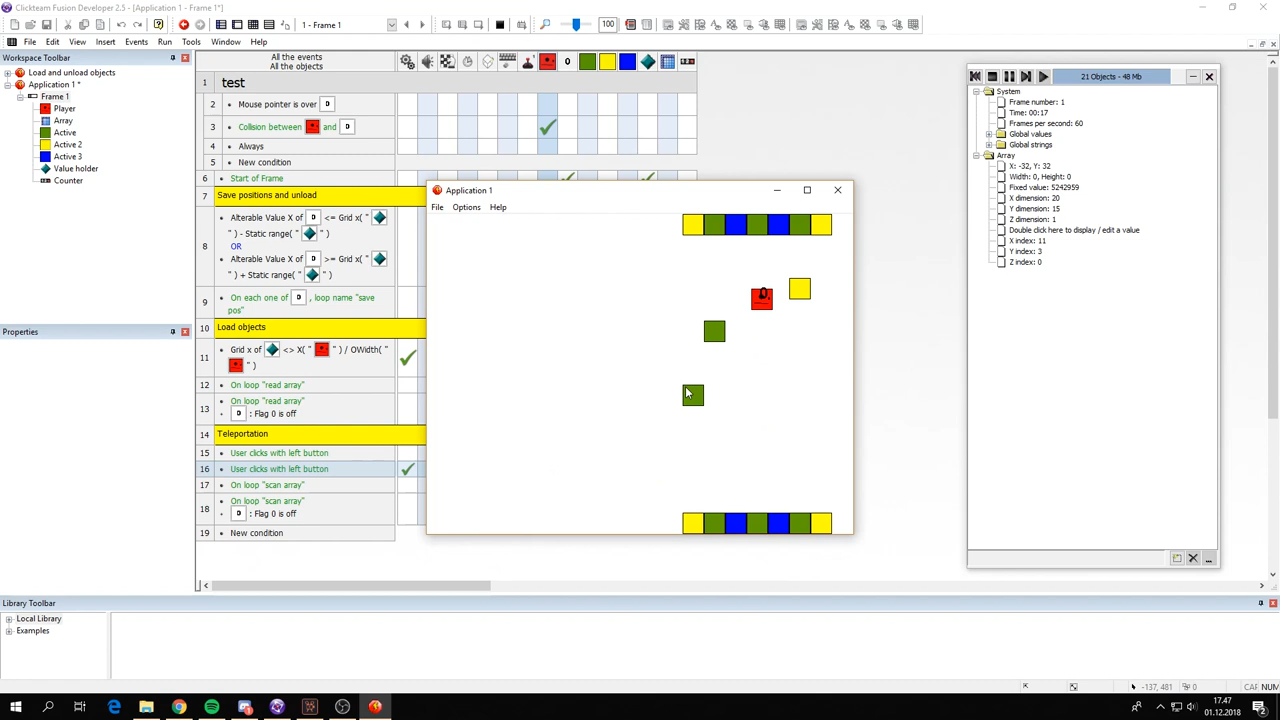 Clickteam Fusion Developer 2.5 - [Application 1 - Frame 1*]
1 - Frame 1
100
File View Insert Events Run Tools Window Help
Workspace Toolbar
Load and unload objects
Application 1 *
Frame 1
Player
Array
Active
Active 2
Active 3
Value holder
Counter
Properties
All the events
All the objects
1 test
2 • Mouse pointer is over
3 • Collision between and
4 • Always
5 • New condition
6 • Start of Frame
7 Save positions and unload
8 • Alterable Value X of <= Grid x( "
" ) - Static range( "
" )
OR
• Alterable Value X of >= Grid x( "
" ) + Static range( "
" )
9 • On each one of , loop name "save
pos"
10 Load objects
11 • Grid x of <> X( " " ) / OWidth( "
" )
12 • On loop "read array"
13 • On loop "read array"
+ : Flag 0 is off
14 Teleportation
15 • User clicks with left button
16 • User clicks with left button
17 • On loop "scan array"
18 • On loop "scan array"
+ : Flag 0 is off
19 • New condition
Application 1
File Options Help
0
21 Objects - 48 Mb
System
Frame number: 1
Time: 00:17
Frames per second: 60
Global values
Global strings
Array
X: -32, Y: 32
Width: 0, Height: 0
Fixed value: 5242959
X dimension: 20
Y dimension: 15
Z dimension: 1
Double click here to display / edit a value
X index: 11
Y index: 3
Z index: 0
Library Toolbar
Local Library
Examples
-137, 481 0 CAP NUM
17.47
01.12.2018
2